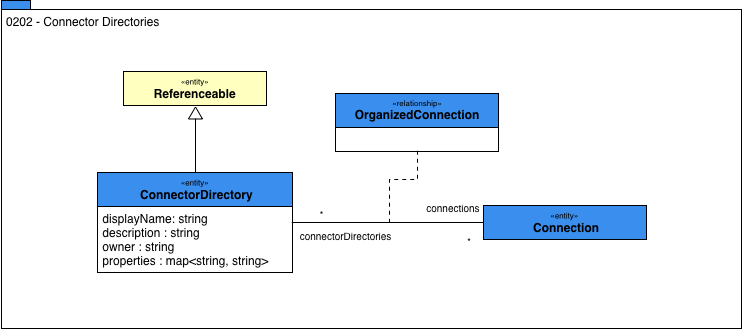 0202 - Connector Directories
«entity»
Referenceable
«relationship»
OrganizedConnection
«entity»
ConnectorDirectory
displayName: string
description : string
owner : string
properties : map<string, string>
*
connectorDirectories
connections
*
«entity»
Connection